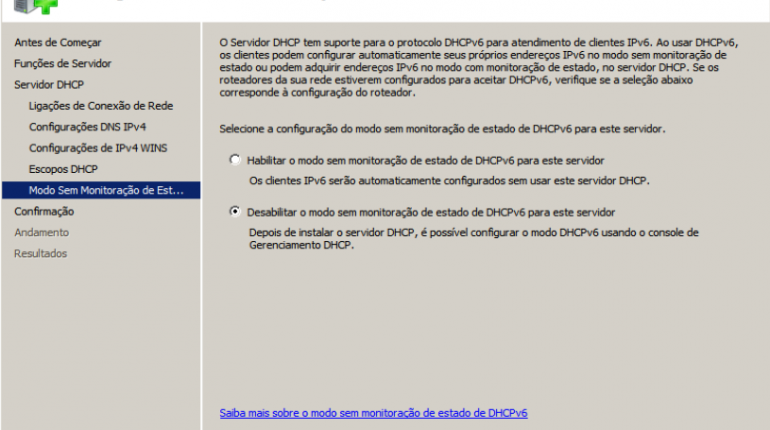 Antes de Começar
Funções de Servidor
Servidor DHCP
Ligações de Conexão de Rede
Configurações DNS IPv4
Configurações de IPv4 WINS
Escopos DHCP
Modo Sem Monitoração de Est...
Confirmação
Andamento
Resultados
O Servidor DHCP tem suporte para o protocolo DHCPv6 para atendimento de clientes IPv6. Ao usar DHCPv6,
os clientes podem configurar automaticamente seus próprios endereços IPv6 no modo sem monitoração de
estado ou podem adquirir endereços IPv6 no modo com monitoração de estado, no servidor DHCP. Se os
roteadores da sua rede estiverem configurados para aceitar DHCPv6, verifique se a seleção abaixo
corresponde à configuração do roteador.
Selecione a configuração do modo sem monitoração de estado de DHCPv6 para este servidor.
Habilitar o modo sem monitoração de estado de DHCPv6 para este servidor
Os clientes IPv6 serão automaticamente configurados sem usar este servidor DHCP.
Desabilitar o modo sem monitoração de estado de DHCPv6 para este servidor
Depois de instalar o servidor DHCP, é possível configurar o modo DHCPv6 usando o console de
Gerenciamento DHCP.
Saiba mais sobre o modo sem monitoração de estado de DHCPv6